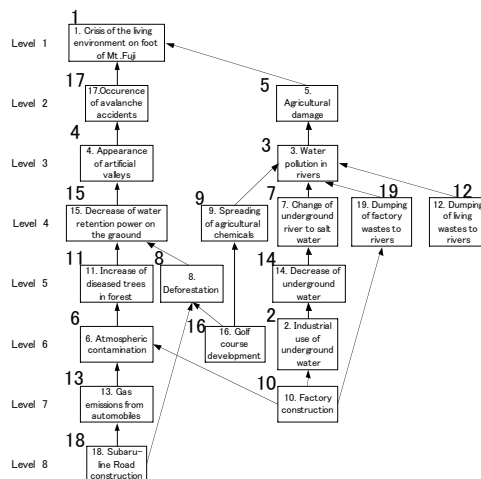 1
Level 1
1. Crisis of the living
environment on foot
of Mt.Fuji
17
5
Level 2
17.Occurence of
avalanche
accidents
5.
Agricultural
damage
4
3
Level 3
4. Appearance
of artificial
valleys
3. Water
pollution in
rivers
15
9
7
19
12
Level 4
15. Decrease of water
retention power on
the graound
9. Spreading
of agricultural
chemicals
7. Change of
underground
river to salt
water
19. Dumping
of factory
wastes to
rivers
12. Dumping
of living
wastes to
rivers
11
8
14
Level 5
11. Increase of
diseased trees
in forest
8.
Deforestation
14. Decrease of
underground
water
6
16
2
Level 6
6. Atmospheric
contamination
16. Golf
course
development
2. Industrial
use of
underground
water
13
10
Level 7
13. Gas
emissions from
automobiles
10. Factory
construction
18
Level 8
18. Subaru-
line Road
construction